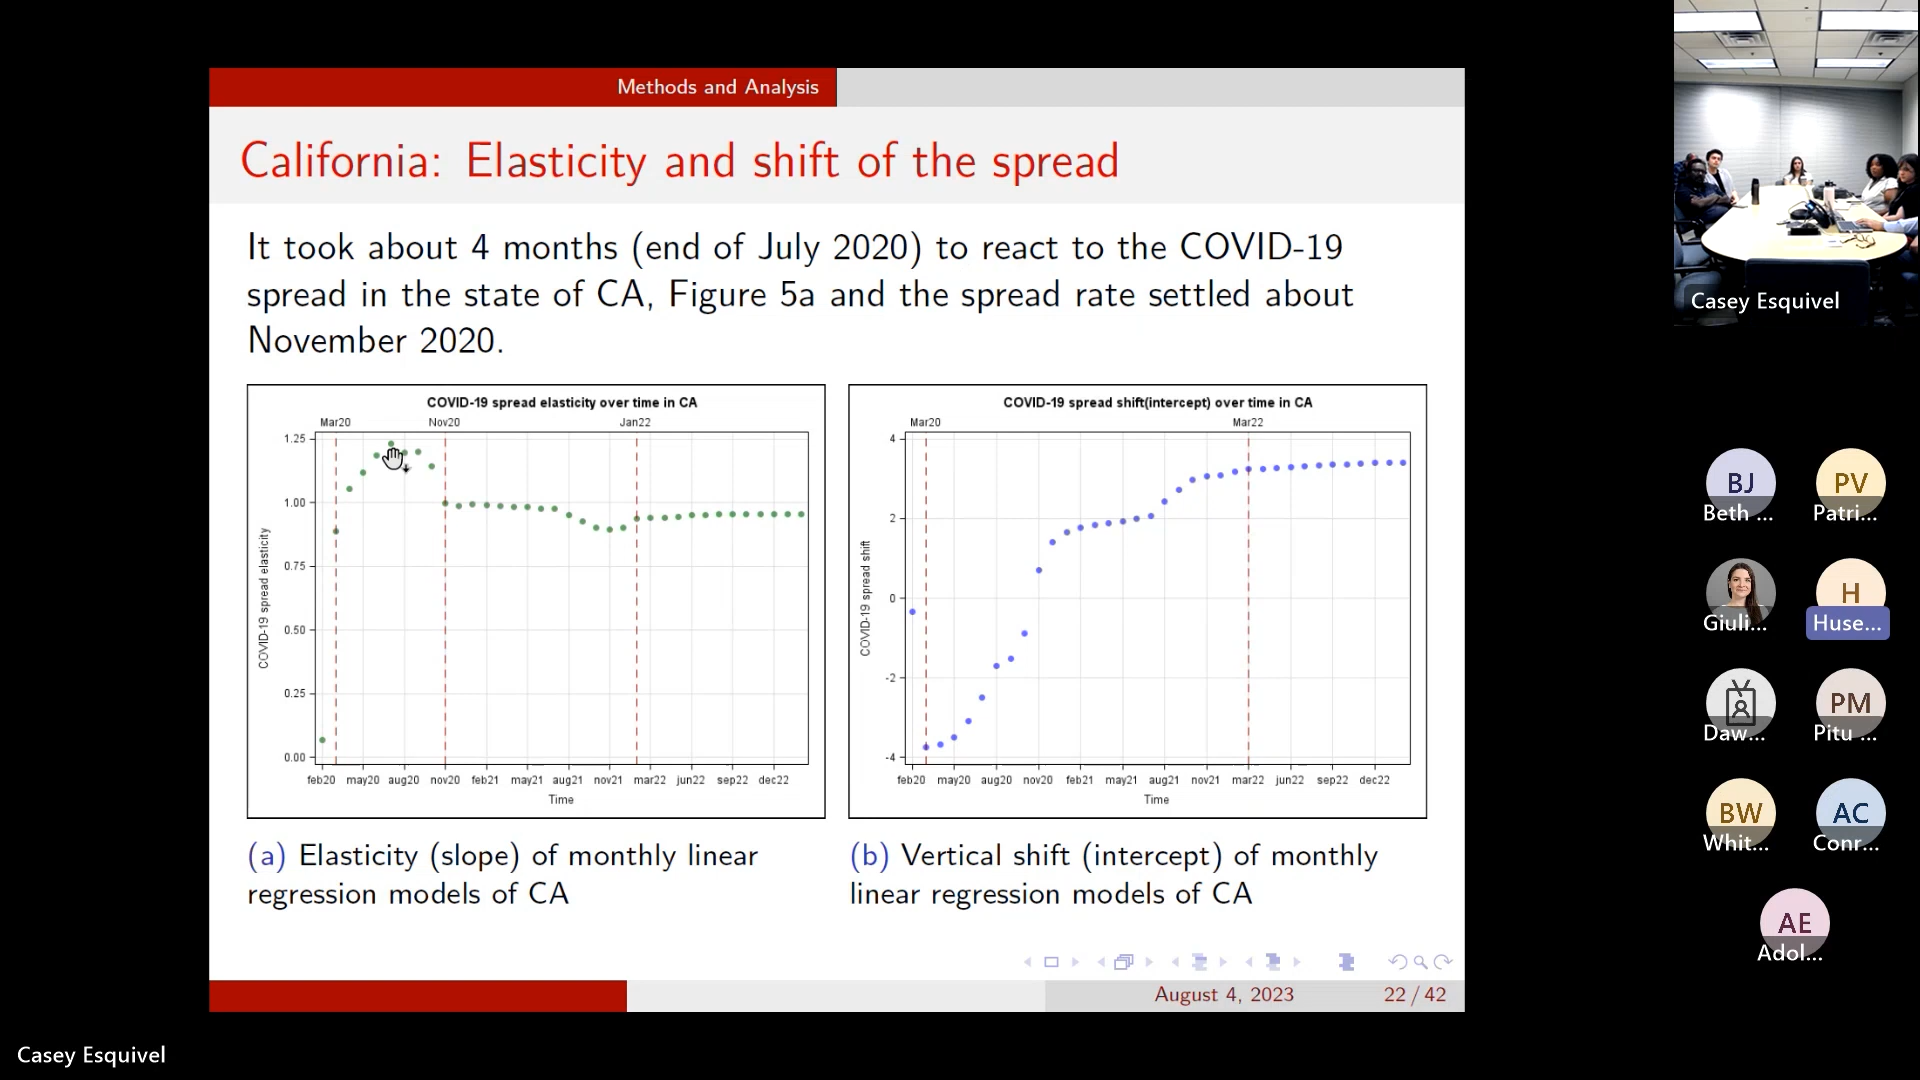 Methods and Analysis
California: Elasticity and shift of the spread
It took about 4 months (end of July 2020) to react to the COVID-19
spread in the state of CA, Figure 5a and the spread rate settled about
November 2020.
COVID-19 spread elasticity over time in CA
Mar20 Nov20 Jan22
1.25
1.00
0.75
0.50
0.25
0.00
COVID-19 spread elasticity
feb20 may20 aug20 nov20 feb21 may21 aug21 nov21 mar22 jun22 sep22 dec22
Time
COVID-19 spread shift(intercept) over time in CA
Mar20 Mar22
4
2
0
-2
-4
COVID-19 spread shift
feb20 may20 aug20 nov20 feb21 may21 aug21 nov21 mar22 jun22 sep22 dec22
Time
(a) Elasticity (slope) of monthly linear
regression models of CA
(b) Vertical shift (intercept) of monthly
linear regression models of CA
August 4, 2023 22 / 42
Casey Esquivel
BJ
Beth ...
PV
Patri...
Giuli...
H
Huse...
Daw...
PM
Pitu ...
BW
Whit...
AC
Conr...
AE
Adol...
Casey Esquivel